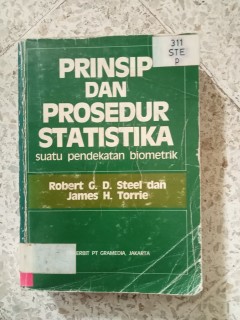 311
STE
P
PRINSIP
DAN
PROSEDUR
STATISTIKA
suatu pendekatan biometrik
Robert G. D. Steel dan
James H. Torrie
PT GRAMEDIA, JAKARTA